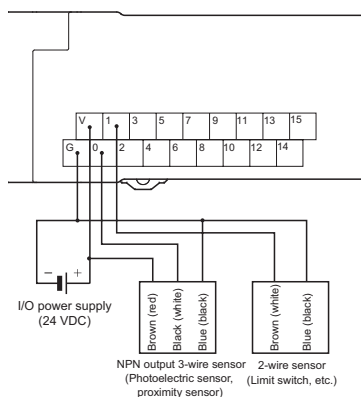 V 1 3 5 7 9 11 13 15
G 0 2 4 6 8 10 12 14
− +
I/O power supply
(24 VDC)
Brown (red)
Black (white)
Blue (black)
Brown (white)
Blue (black)
NPN output 3-wire sensor
(Photoelectric sensor,
proximity sensor)
2-wire sensor
(Limit switch, etc.)